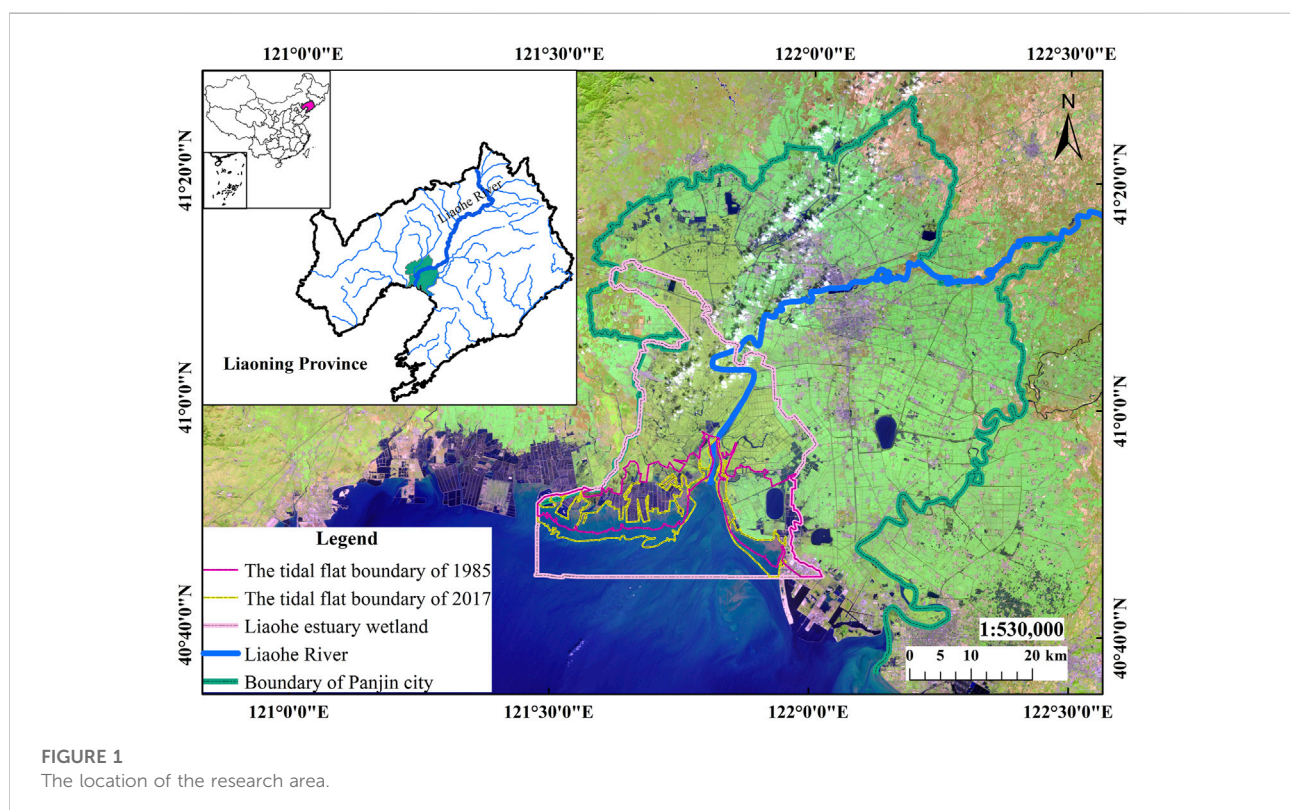 121°0'0"E 121°30'0"E 122°0'0"E 122°30'0"E
N
41°20'0"N
41°20'0"N
Liaohe River
Liaoning Province
41°0'0"N
41°0'0"N
Legend
The tidal flat boundary of 1985
The tidal flat boundary of 2017
Liaohe estuary wetland
Liaohe River
Boundary of Panjin city
40°40'0"N
40°40'0"N
1:530,000
0 5 10 20 km
121°0'0"E 121°30'0"E 122°0'0"E 122°30'0"E
FIGURE 1
The location of the research area.